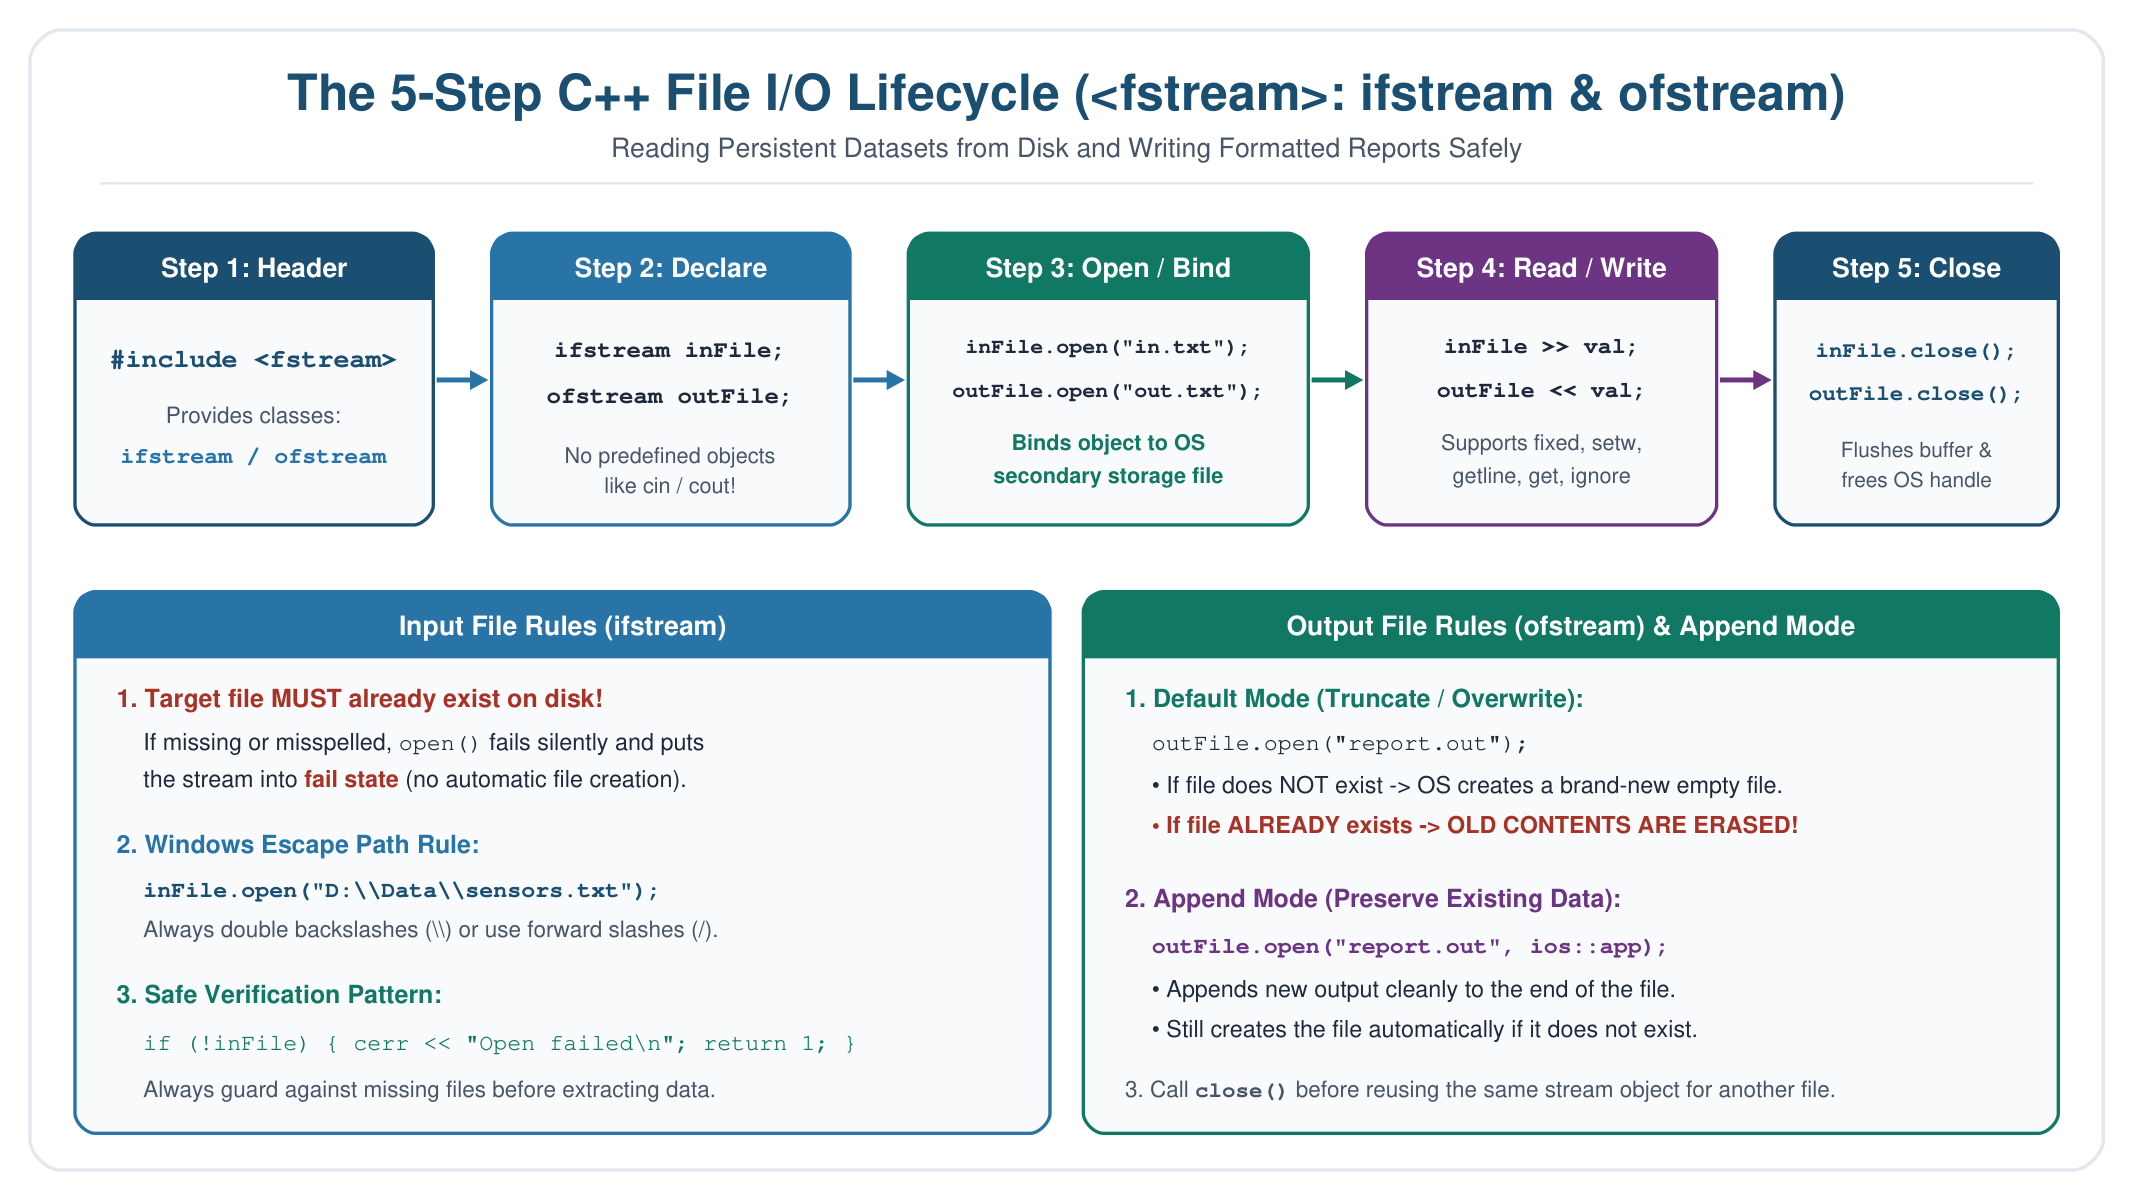 The 5-Step C++ File I/O Lifecycle (<fstream>: ifstream & ofstream)
Reading Persistent Datasets from Disk and Writing Formatted Reports Safely
Step 1: Header
#include <fstream>
Provides classes:
ifstream / ofstream
Step 2: Declare
ifstream inFile;
ofstream outFile;
No predefined objects
like cin / cout!
Step 3: Open / Bind
inFile.open("in.txt");
outFile.open("out.txt");
Binds object to OS
secondary storage file
Step 4: Read / Write
inFile >> val;
outFile << val;
Supports fixed, setw,
getline, get, ignore
Step 5: Close
inFile.close();
outFile.close();
Flushes buffer &
frees OS handle
Input File Rules (ifstream)
1. Target file MUST already exist on disk!
If missing or misspelled, open() fails silently and puts
the stream into fail state (no automatic file creation).
2. Windows Escape Path Rule:
inFile.open("D:\\Data\\sensors.txt");
Always double backslashes (\\) or use forward slashes (/).
3. Safe Verification Pattern:
if (!inFile) { cerr << "Open failed\n"; return 1; }
Always guard against missing files before extracting data.
Output File Rules (ofstream) & Append Mode
1. Default Mode (Truncate / Overwrite):
outFile.open("report.out");
• If file does NOT exist -> OS creates a brand-new empty file.
• If file ALREADY exists -> OLD CONTENTS ARE ERASED!
2. Append Mode (Preserve Existing Data):
outFile.open("report.out", ios::app);
• Appends new output cleanly to the end of the file.
• Still creates the file automatically if it does not exist.
3. Call close() before reusing the same stream object for another file.